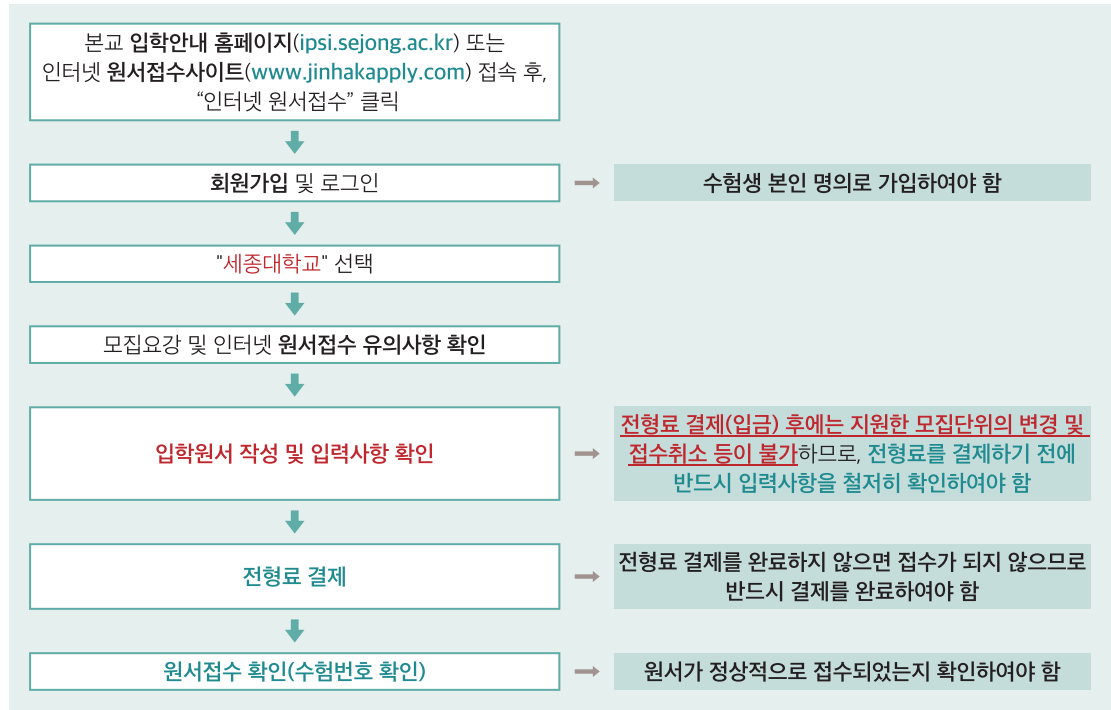 본교 입학안내 홈페이지(ipsi.sejong.ac.kr) 또는
인터넷 원서접수사이트(www.jinhakapply.com) 접속 후,
“인터넷 원서접수” 클릭
회원가입 및 로그인
수험생 본인 명의로 가입하여야 함
"세종대학교" 선택
모집요강 및 인터넷 원서접수 유의사항 확인
입학원서 작성 및 입력사항 확인
전형료 결제(입금) 후에는 지원한 모집단위의 변경 및
접수취소 등이 불가하므로, 전형료를 결제하기 전에
반드시 입력사항을 철저히 확인하여야 함
전형료 결제
전형료 결제를 완료하지 않으면 접수가 되지 않으므로
반드시 결제를 완료하여야 함
원서접수 확인(수험번호 확인)
원서가 정상적으로 접수되었는지 확인하여야 함